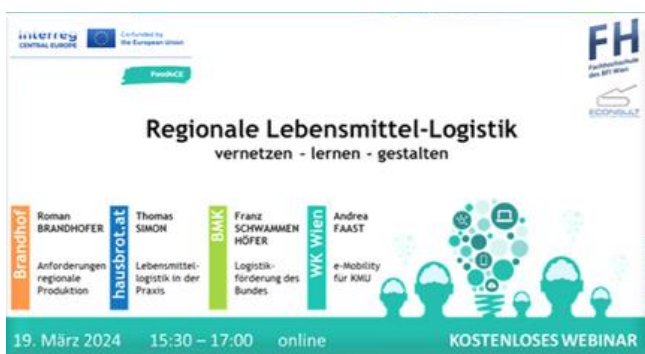 interreg
CENTRAL EUROPE
Co-funded by
the European Union
Food4CE
FH
Fachhochschule
des BFI Wien
ECONSULT
Regionale Lebensmittel-Logistik
vernetzen - lernen - gestalten
Brandhof
Roman
BRANDHOFER
Anforderungen
regionale
Produktion
hausbrot.at
Thomas
SIMON
Lebensmittel-
logistik in der
Praxis
BMK
Franz
SCHWAMMEN
HÖFER
Logistik-
förderung des
Bundes
WK Wien
Andrea
FAAST
e-Mobility
für KMU
19. März 2024 15:30 – 17:00 online KOSTENLOSES WEBINAR